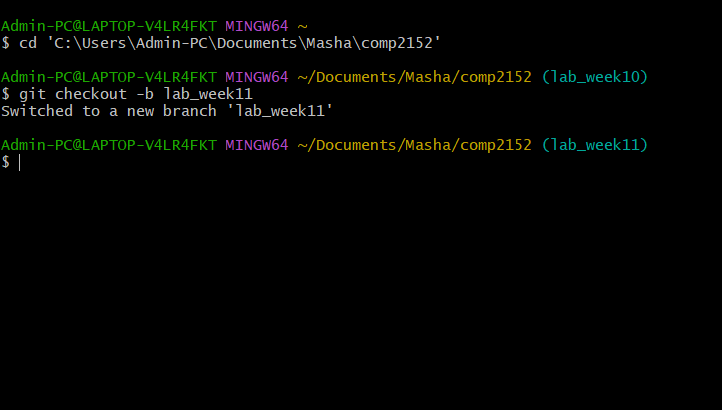 Admin-PC@LAPTOP-V4LR4FKT MINGW64 ~
$ cd 'C:\Users\Admin-PC\Documents\Masha\comp2152'
Admin-PC@LAPTOP-V4LR4FKT MINGW64 ~/Documents/Masha/comp2152 (lab_week10)
$ git checkout -b lab_week11
Switched to a new branch 'lab_week11'
Admin-PC@LAPTOP-V4LR4FKT MINGW64 ~/Documents/Masha/comp2152 (lab_week11)
$